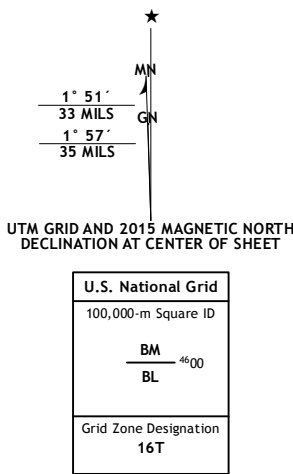 ★
MN
1° 51´
33 MILS
GN
1° 57´
35 MILS
UTM GRID AND 2015 MAGNETIC NORTH
DECLINATION AT CENTER OF SHEET
U.S. National Grid
100,000-m Square ID
BM
4600
BL
Grid Zone Designation
16T